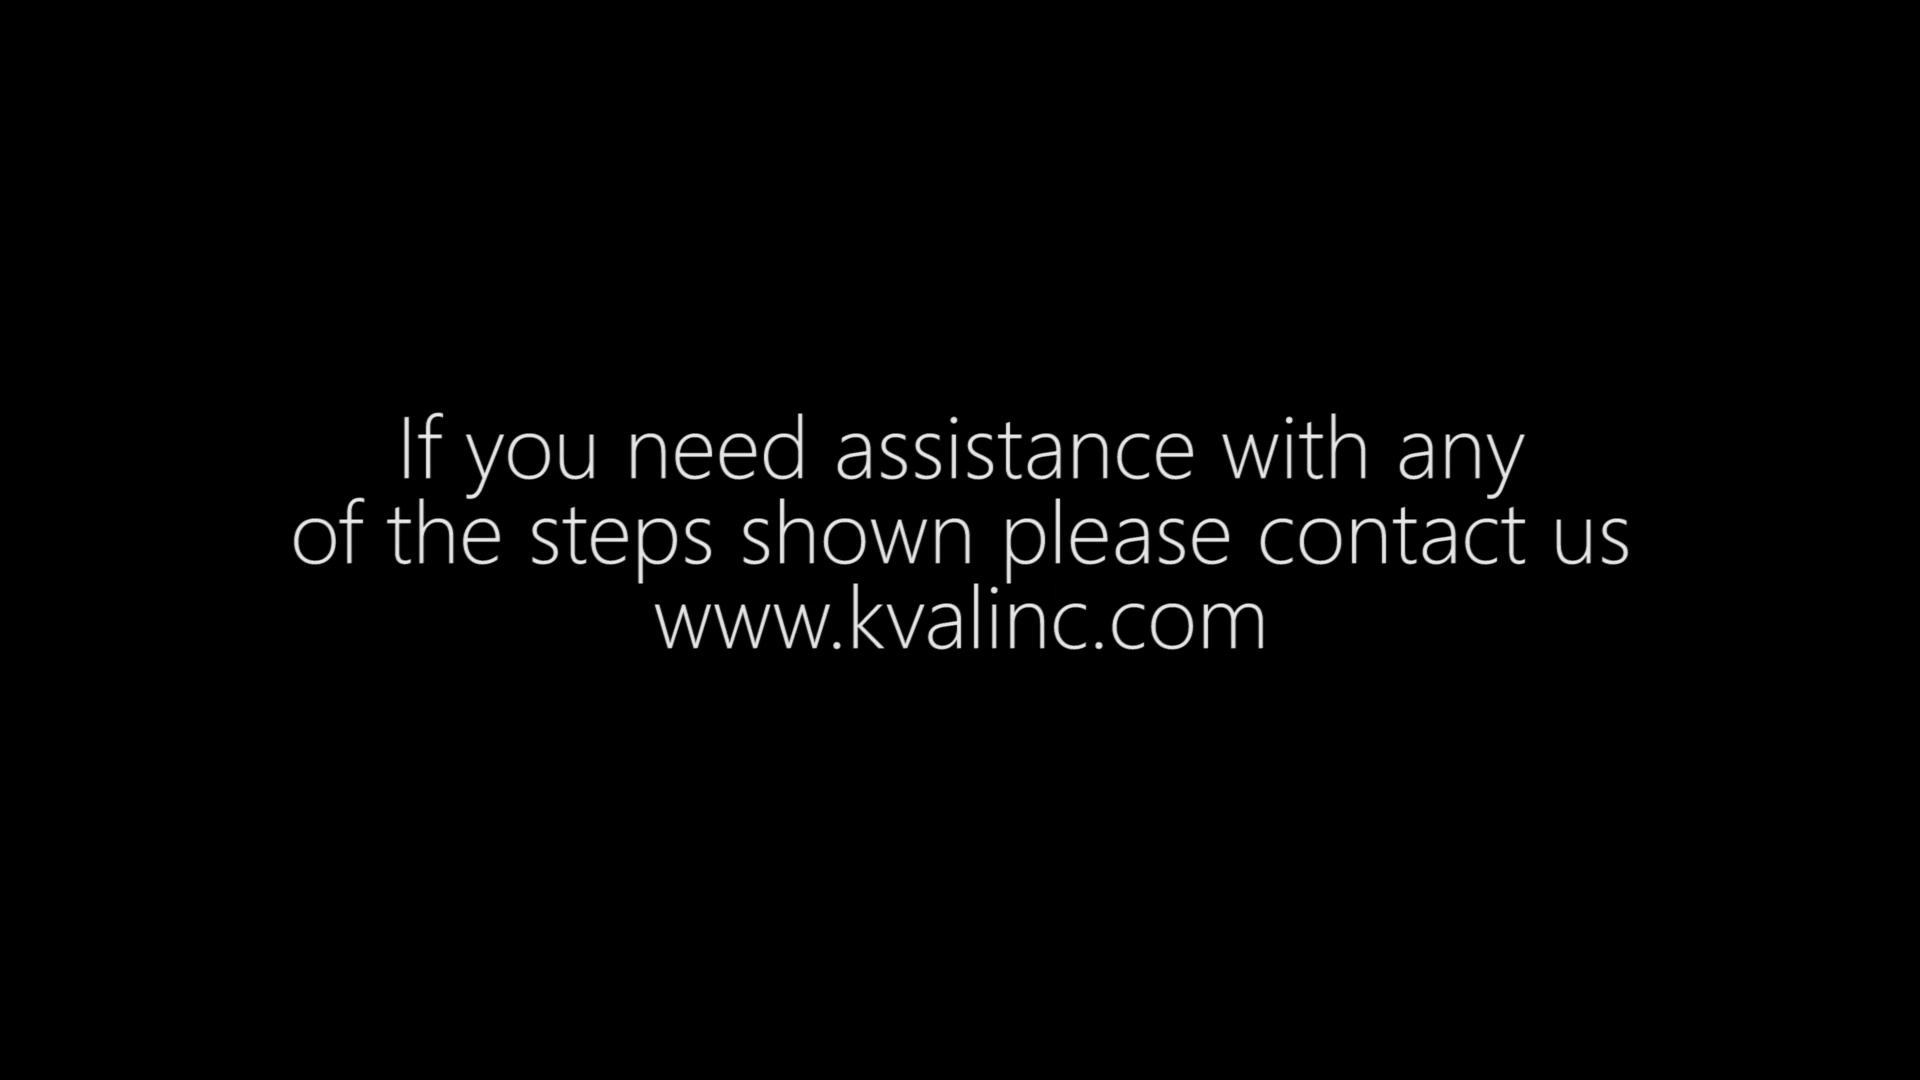 If you need assistance with any
of the steps shown please contact us
www.kvalinc.com